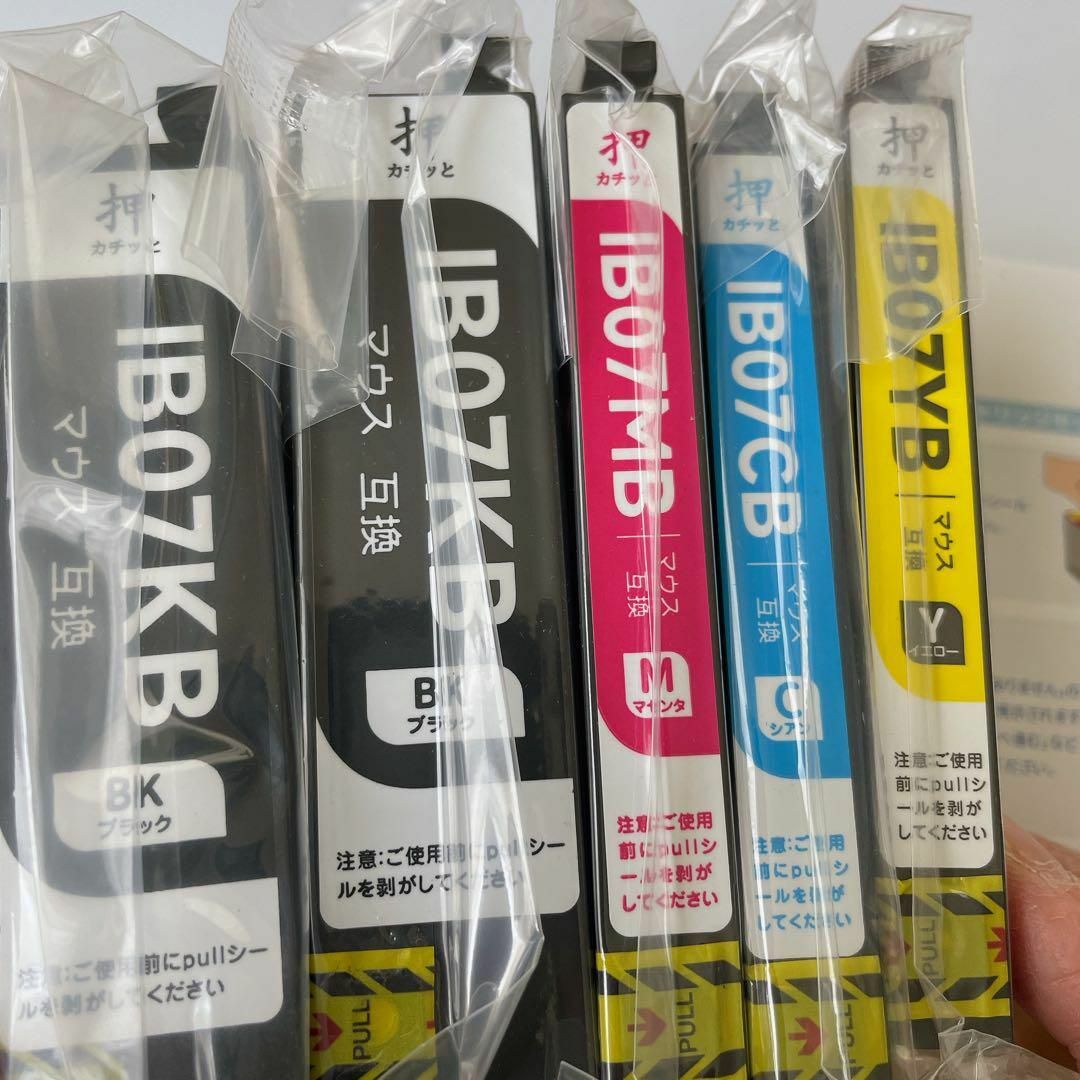 押
カチッと
IB07KB
マウス 互換
BK
ブラック
注意:ご使用前にpullシー
ルを剥がしてください
押
カチッと
IB07KB
マウス 互換
BK
ブラック
注意:ご使用前にpullシー
ルを剥がしてください
PULL
押
カチッと
IB07MB
マウス
互換
M
マゼンタ
注意:ご使用
前にpullシ
ールを剥が
してください
PULL
押
カチッと
IB07CB
マウス
互換
C
シアン
注意:ご使用
前にpullシ
ールを剥が
してください
PULL
押
カチッと
IB07YB
マウス
互換
Y
イエロー
注意:ご使用
前にpullシ
ールを剥が
してください
PULL